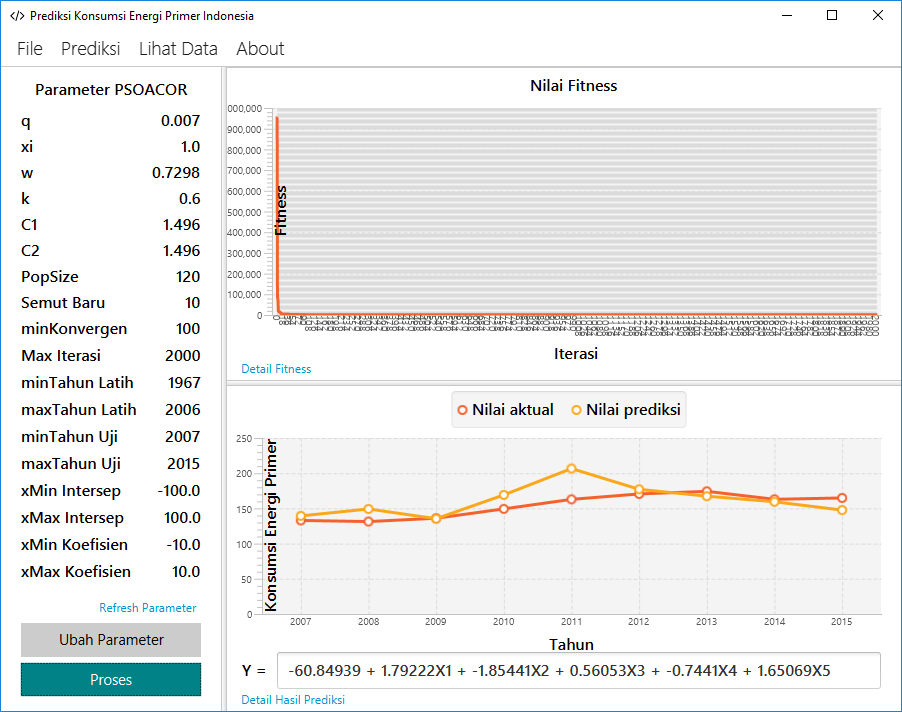 </> Prediksi Konsumsi Energi Primer Indonesia
File Prediksi Lihat Data About
Parameter PSOACOR
q 0.007
xi 1.0
w 0.7298
k 0.6
C1 1.496
C2 1.496
PopSize 120
Semut Baru 10
minKonvergen 100
Max Iterasi 2000
minTahun Latih 1967
maxTahun Latih 2006
minTahun Uji 2007
maxTahun Uji 2015
xMin Intersep -100.0
xMax Intersep 100.0
xMin Koefisien -10.0
xMax Koefisien 10.0
Refresh Parameter
Ubah Parameter
Proses
Nilai Fitness
000,000
900,000
800,000
700,000
600,000
500,000
400,000
300,000
200,000
100,000
0
Fitness
Iterasi
Detail Fitness
Nilai aktual Nilai prediksi
250
200
150
100
50
0
Konsumsi Energi Primer
2007 2008 2009 2010 2011 2012 2013 2014 2015
Tahun
Y = -60.84939 + 1.79222X1 + -1.85441X2 + 0.56053X3 + -0.7441X4 + 1.65069X5
Detail Hasil Prediksi